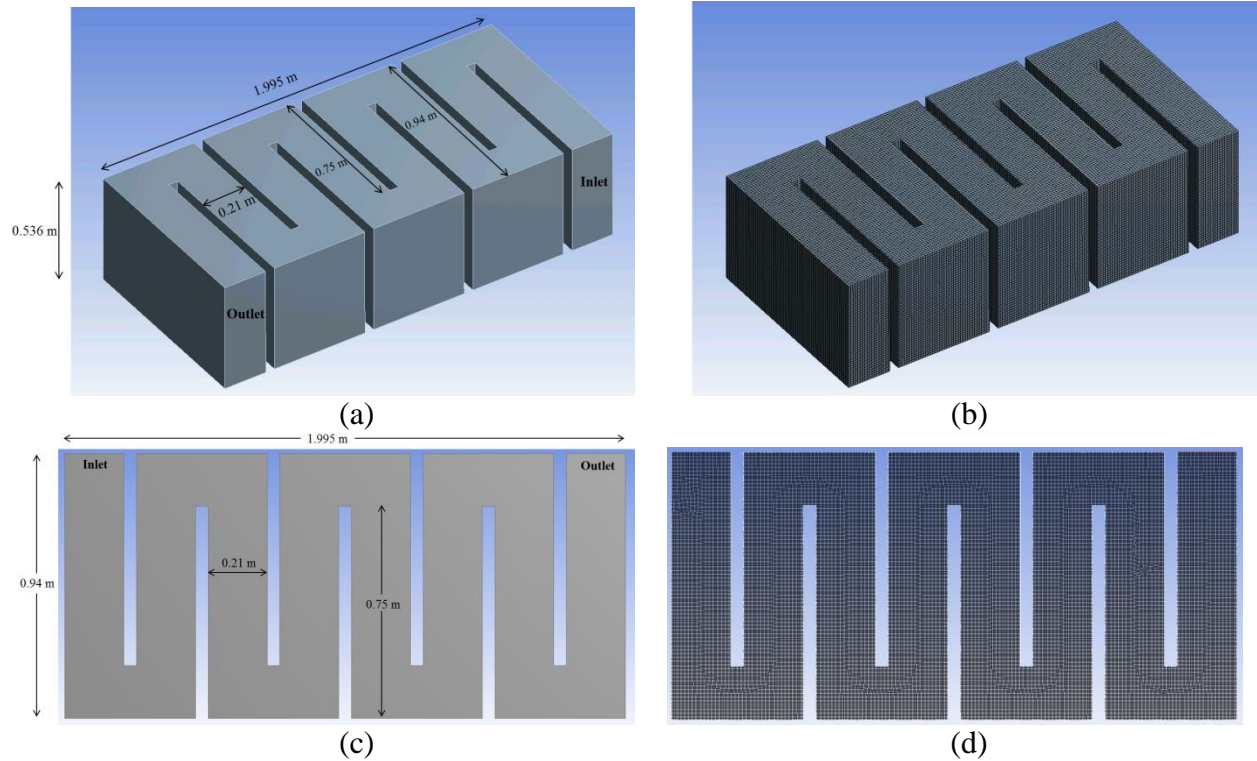 1.995 m
0.94 m
0.75 m
0.21 m
0.536 m
Inlet
Outlet
(a)
(b)
1.995 m
Inlet
Outlet
0.21 m
0.94 m
0.75 m
(c)
(d)